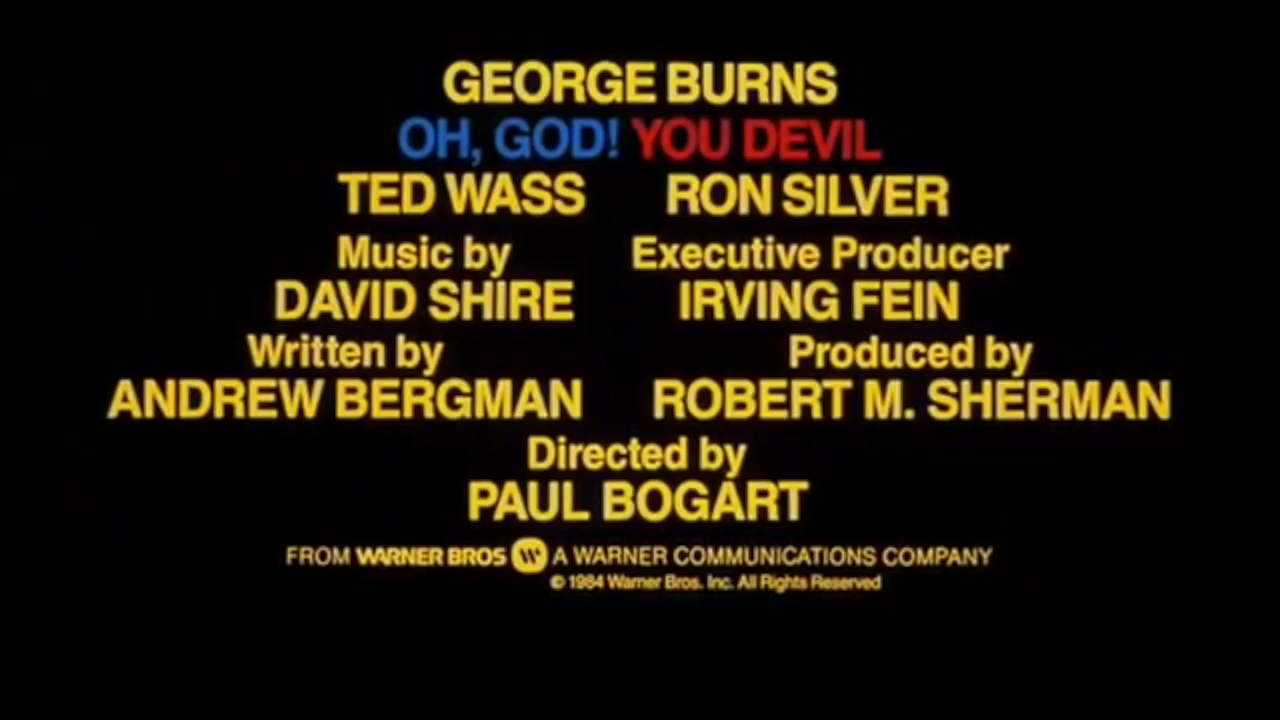 GEORGE BURNS
OH, GOD! YOU DEVIL
TED WASS RON SILVER
Music by Executive Producer
DAVID SHIRE IRVING FEIN
Written by Produced by
ANDREW BERGMAN ROBERT M. SHERMAN
Directed by
PAUL BOGART
FROM WARNER BROS W A WARNER COMMUNICATIONS COMPANY
© 1984 Warner Bros. Inc. All Rights Reserved